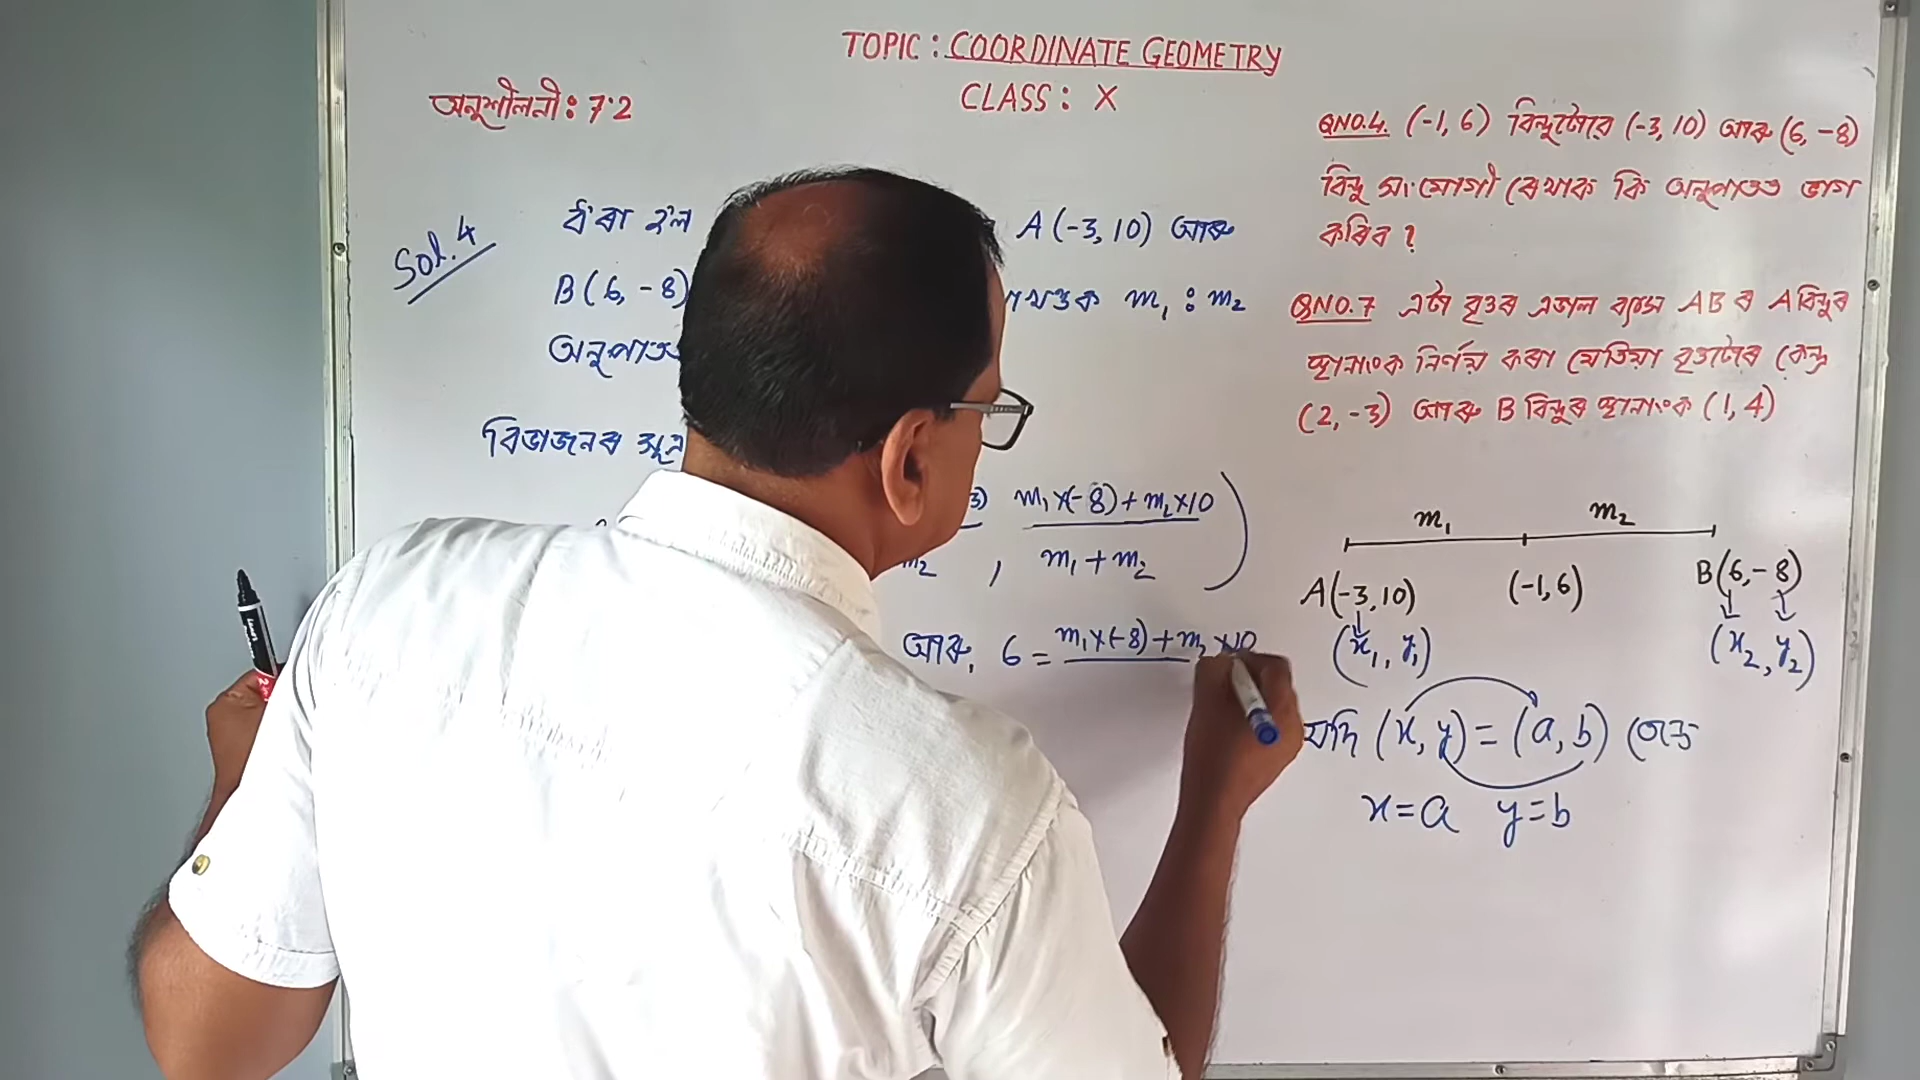 TOPIC : COORDINATE GEOMETRY
CLASS : X
অনুশীলনী: 7.2
Sol. 4
ধ'ৰা হ'ল A (-3, 10) আৰু
B (6, -8) m₁ : m₂
অনুপাতত
বিভাজনৰ সূত্ৰ
3) m₁×(-8) + m₂×10
m₂ , m₁ + m₂
আৰু, 6 = m₁×(-8) + m₂×10
QNO.4. (-1, 6) বিন্দুটোৱে (-3, 10) আৰু (6, -8)
বিন্দু সংযোগী ৰেখাক কি অনুপাতত ভাগ
কৰিব ?
QNO.7 এটা বৃত্তৰ এডাল ব্যাস AB ৰ A বিন্দুৰ
স্থানাংক নিৰ্ণয় কৰা যেতিয়া বৃত্তটোৰ কেন্দ্ৰ
(2, -3) আৰু B বিন্দুৰ স্থানাংক (1, 4)
m₁ m₂
A(-3, 10) (-1, 6) B(6, -8)
(x₁, y₁) (x₂, y₂)
যদি (x, y) = (a, b)
x = a y = b